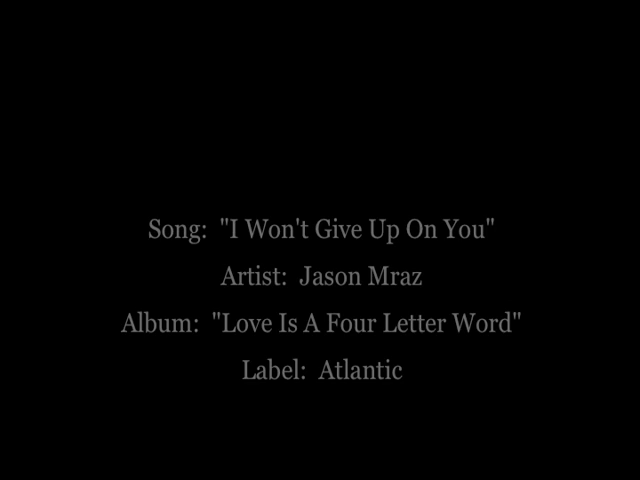 Song:  "I Won't Give Up On You"
Artist:  Jason Mraz
Album:  "Love Is A Four Letter Word"
Label:  Atlantic